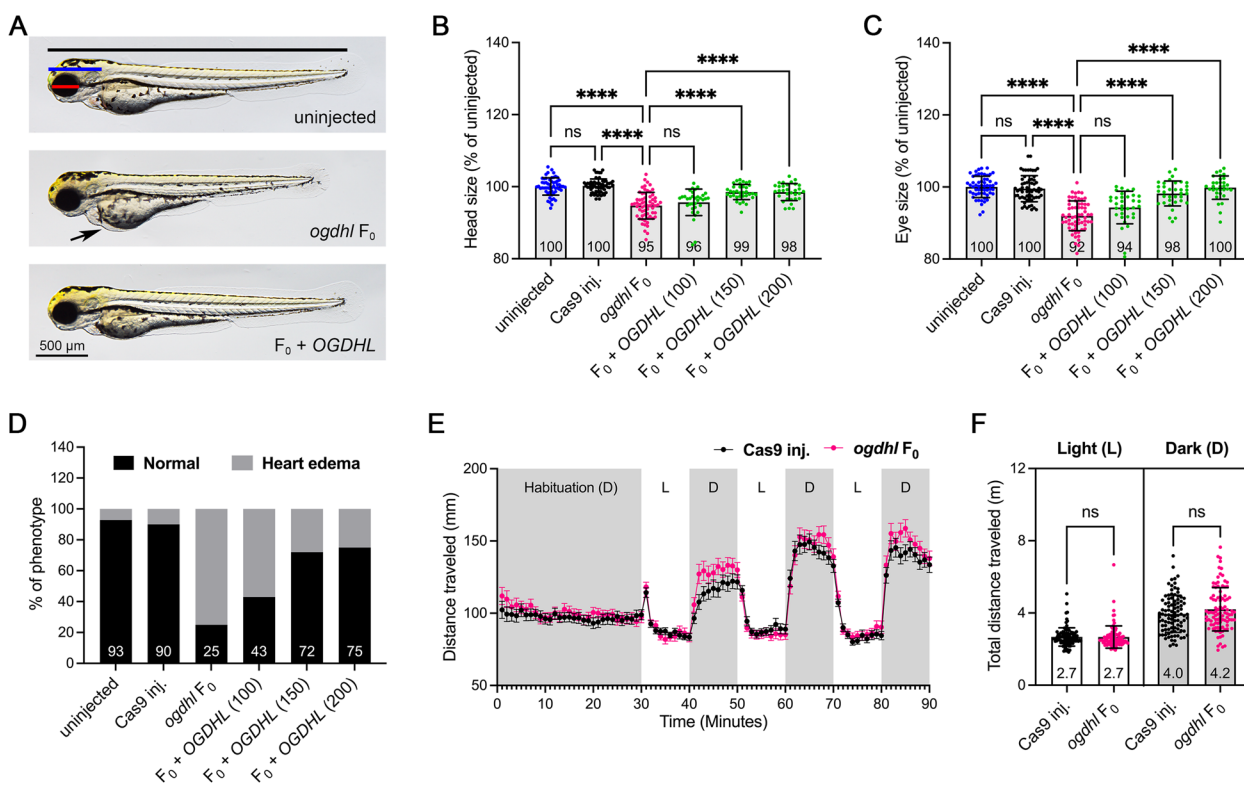 A
uninjected
ogdhl F0
F0 + OGDHL
500 µm
B
Head size (% of uninjected)
140
120
100
80
****
**** ****
ns **** ns
100 100 95 96 99 98
uninjected
Cas9 inj.
ogdhl F0
F0 + OGDHL (100)
F0 + OGDHL (150)
F0 + OGDHL (200)
C
Eye size (% of uninjected)
140
120
100
80
****
**** ****
ns **** ns
100 100 92 94 98 100
uninjected
Cas9 inj.
ogdhl F0
F0 + OGDHL (100)
F0 + OGDHL (150)
F0 + OGDHL (200)
D
% of phenotype
140
120
100
80
60
40
20
0
Normal Heart edema
93 90 25 43 72 75
uninjected
Cas9 inj.
ogdhl F0
F0 + OGDHL (100)
F0 + OGDHL (150)
F0 + OGDHL (200)
E
Cas9 inj. ogdhl F0
Distance traveled (mm)
200
150
100
50
Habituation (D) L D L D L D
0 10 20 30 40 50 60 70 80 90
Time (Minutes)
F
Light (L) Dark (D)
Total distance traveled (m)
12
8
4
0
ns ns
2.7 2.7 4.0 4.2
Cas9 inj.
ogdhl F0
Cas9 inj.
ogdhl F0